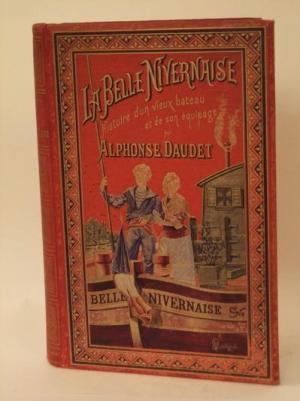 LA BELLE NIVERNAISE
Histoire d'un vieux bateau
et de son équipage
PAR
ALPHONSE DAUDET
BELLE NIVERNAISE